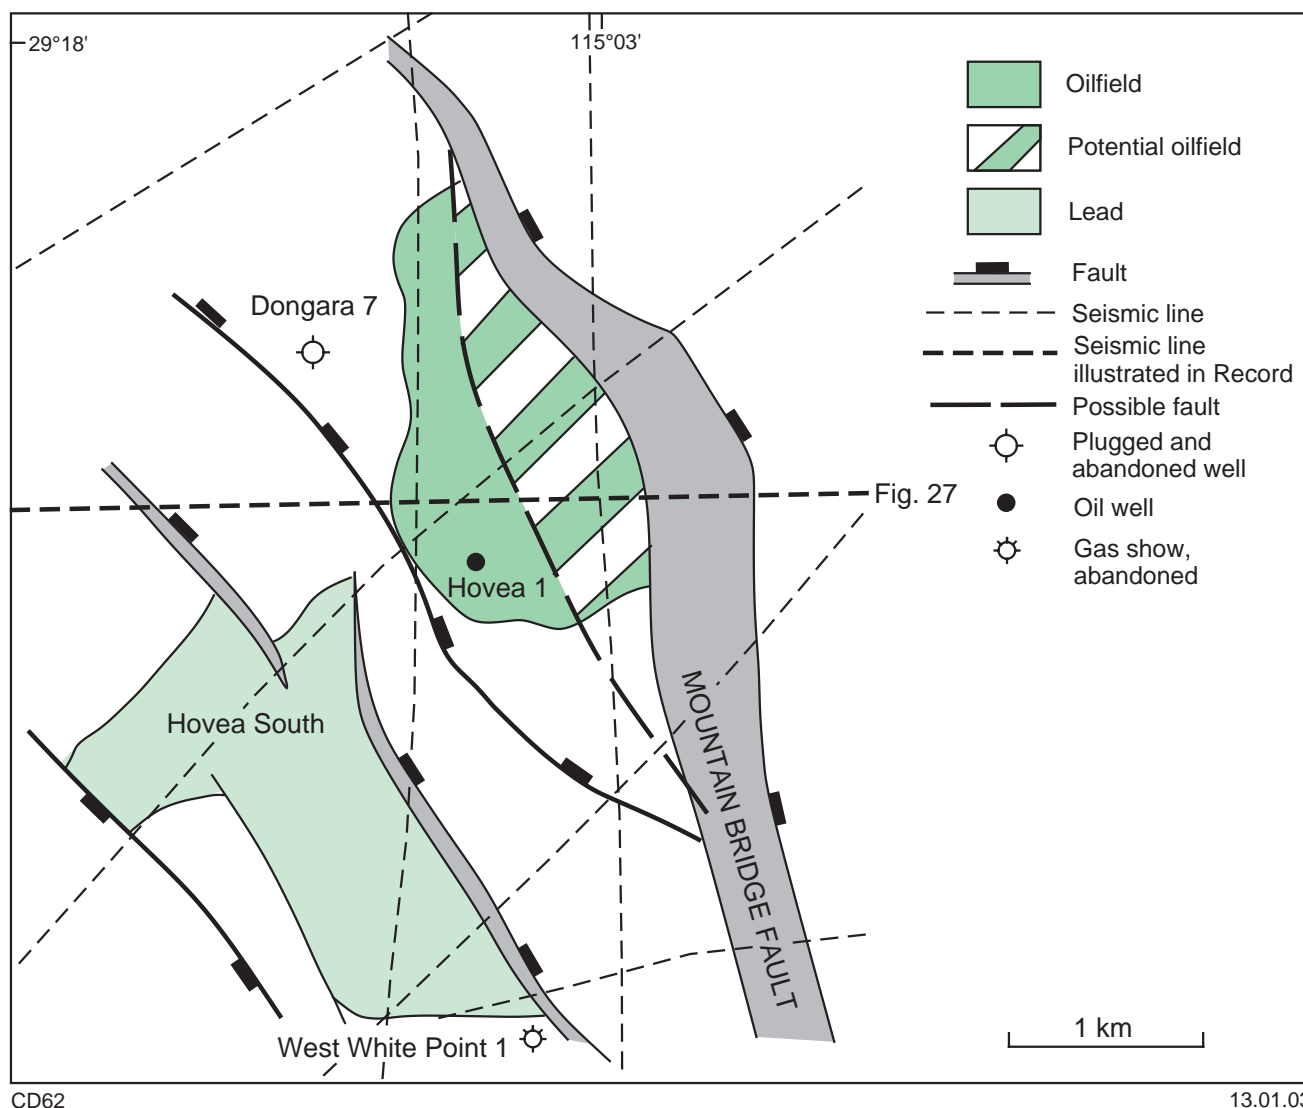 29°18'
115°03'
Oilfield
Potential oilfield
Lead
Fault
Seismic line
Seismic line
illustrated in Record
Possible fault
Plugged and
abandoned well
Oil well
Gas show,
abandoned
Dongara 7
Fig. 27
Hovea 1
Hovea South
MOUNTAIN BRIDGE FAULT
West White Point 1
1 km
CD62
13.01.03